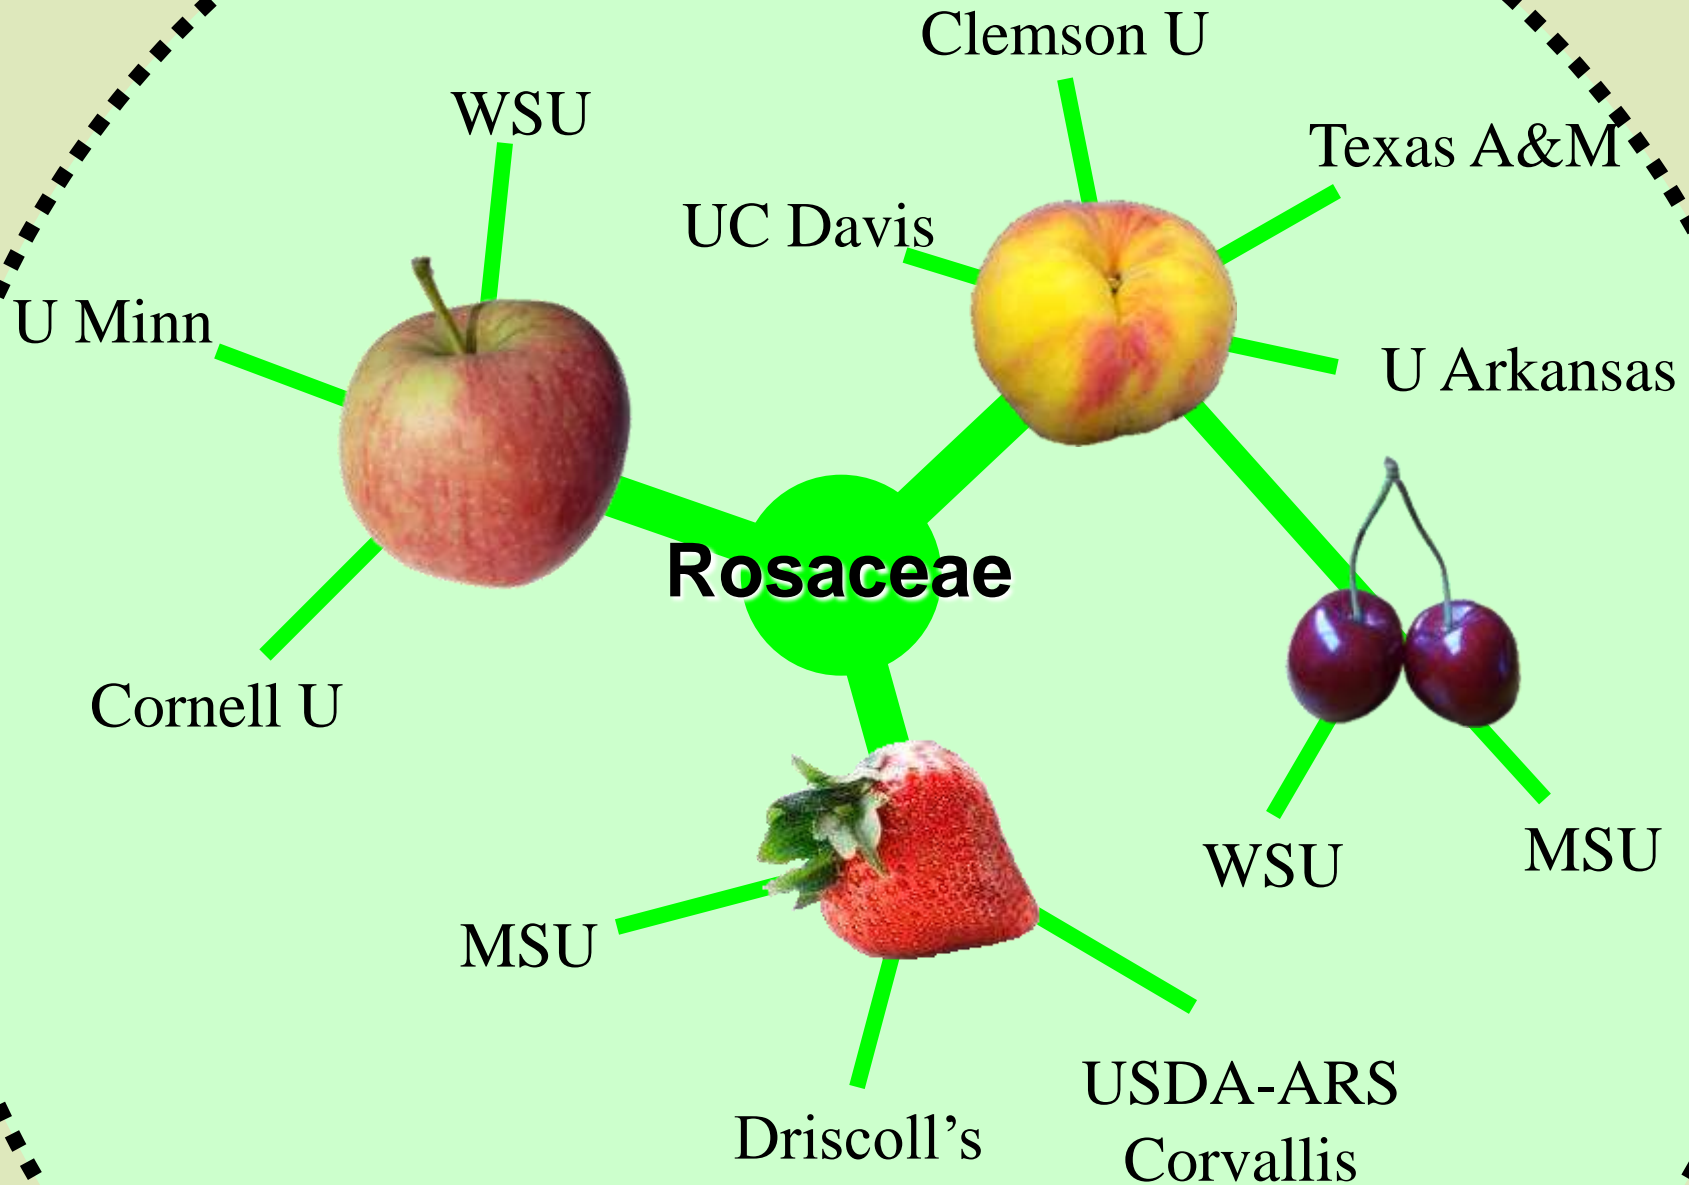 Clemson U
WSU
Texas A&M
UC Davis
U Minn
U Arkansas
Rosaceae
Cornell U
WSU
MSU
MSU
USDA-ARS
Corvallis
Driscoll’s